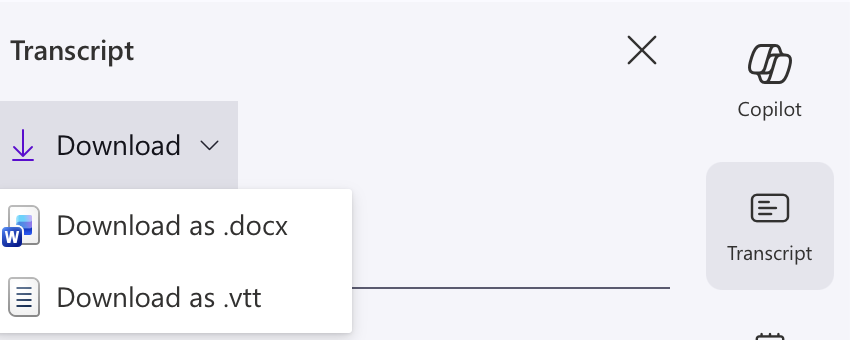 Transcript
Download
Download as .docx
W
Download as .vtt
Copilot
Transcript